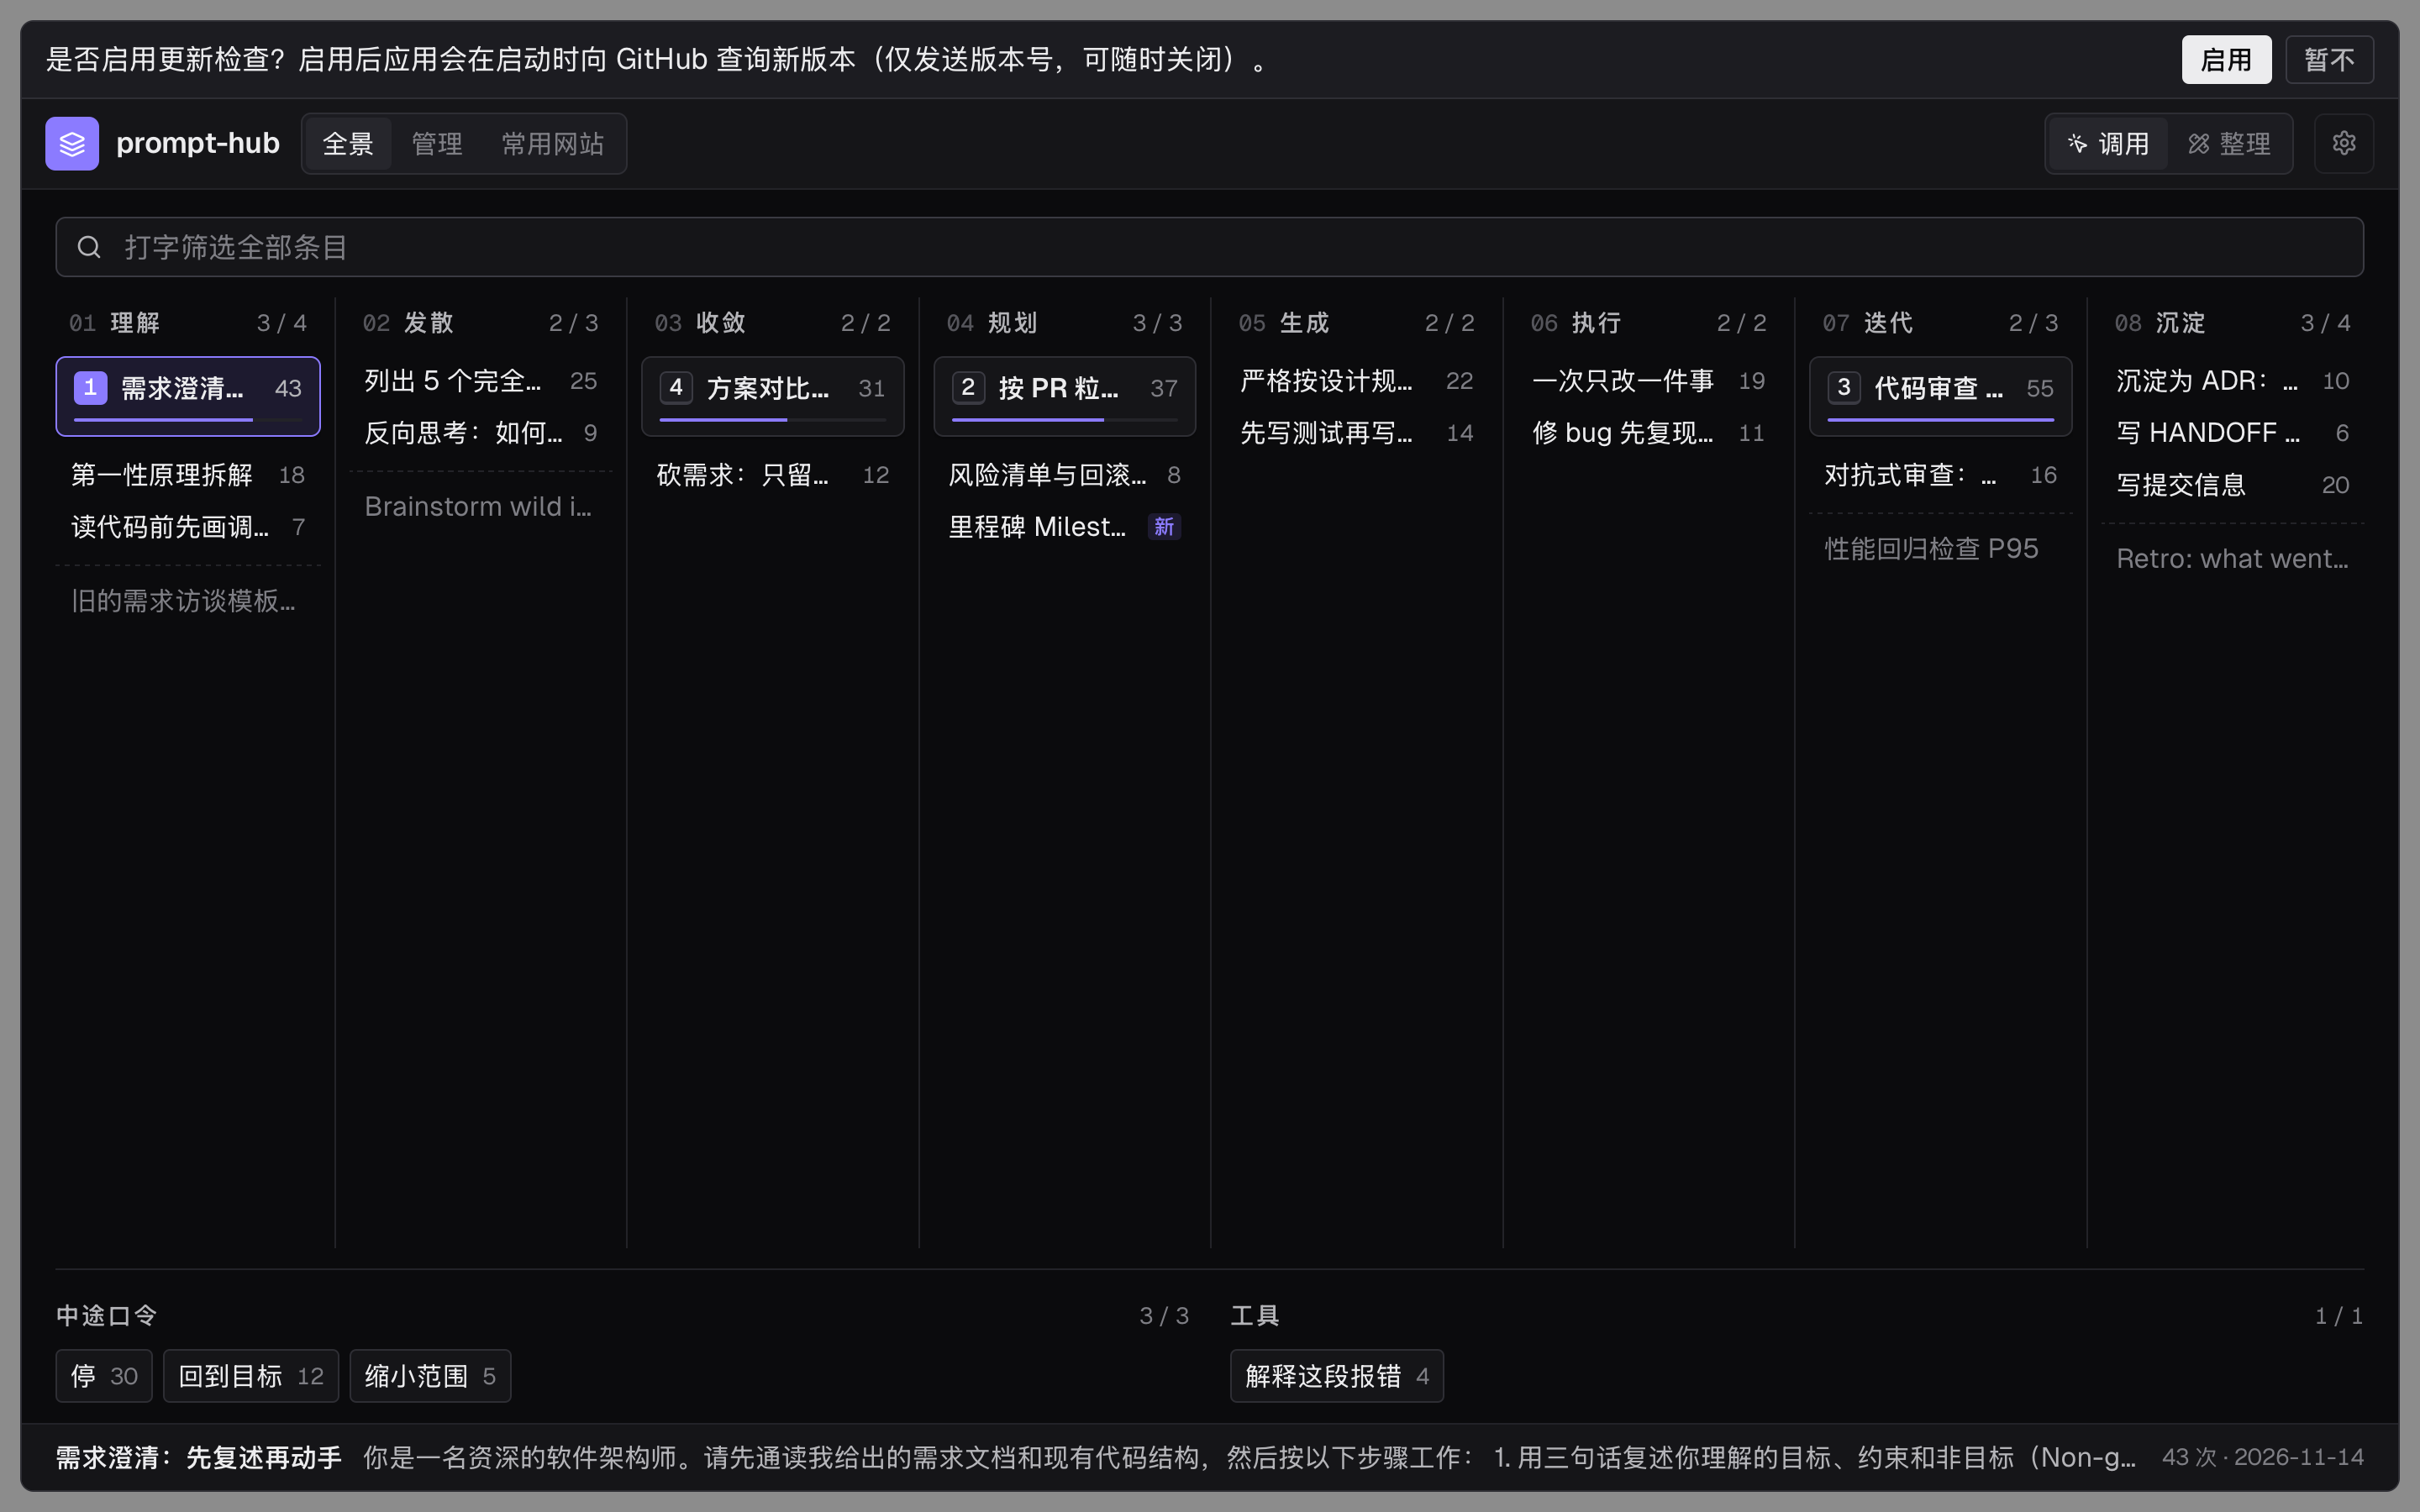 是否启用更新检查？启用后应用会在启动时向 GitHub 查询新版本（仅发送版本号，可随时关闭）。 启用 暂不
prompt-hub 全景 管理 常用网站 调用 整理
打字筛选全部条目
01 理解 3 / 4
1 需求澄清... 43
第一性原理拆解 18
读代码前先画调... 7
旧的需求访谈模板...
02 发散 2 / 3
列出 5 个完全... 25
反向思考：如何... 9
Brainstorm wild i...
03 收敛 2 / 2
4 方案对比... 31
砍需求：只留... 12
04 规划 3 / 3
2 按 PR 粒... 37
风险清单与回滚... 8
里程碑 Milest... 新
05 生成 2 / 2
严格按设计规... 22
先写测试再写... 14
06 执行 2 / 2
一次只改一件事 19
修 bug 先复现... 11
07 迭代 2 / 3
3 代码审查 ... 55
对抗式审查：... 16
性能回归检查 P95
08 沉淀 3 / 4
沉淀为 ADR：... 10
写 HANDOFF ... 6
写提交信息 20
Retro: what went...
中途口令 3 / 3
停 30 回到目标 12 缩小范围 5
工具 1 / 1
解释这段报错 4
需求澄清：先复述再动手 你是一名资深的软件架构师。请先通读我给出的需求文档和现有代码结构，然后按以下步骤工作： 1. 用三句话复述你理解的目标、约束和非目标（Non-g... 43 次 · 2026-11-14